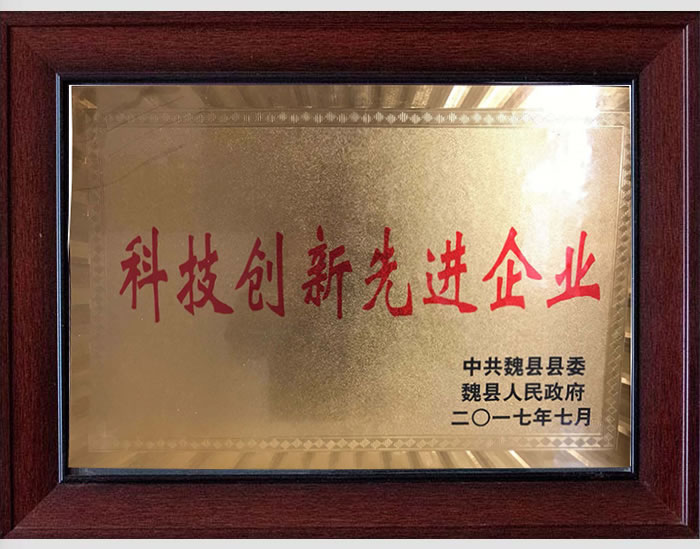 科技创新先进企业
中共魏县县委
魏县人民政府
二〇一七年七月